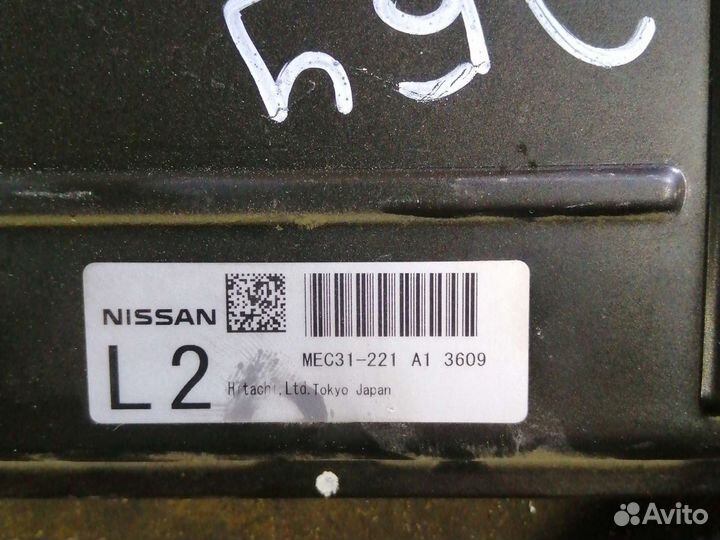 NISSAN
L2
MEC31-221 A1 3609
Hitachi,Ltd.Tokyo Japan
Avito